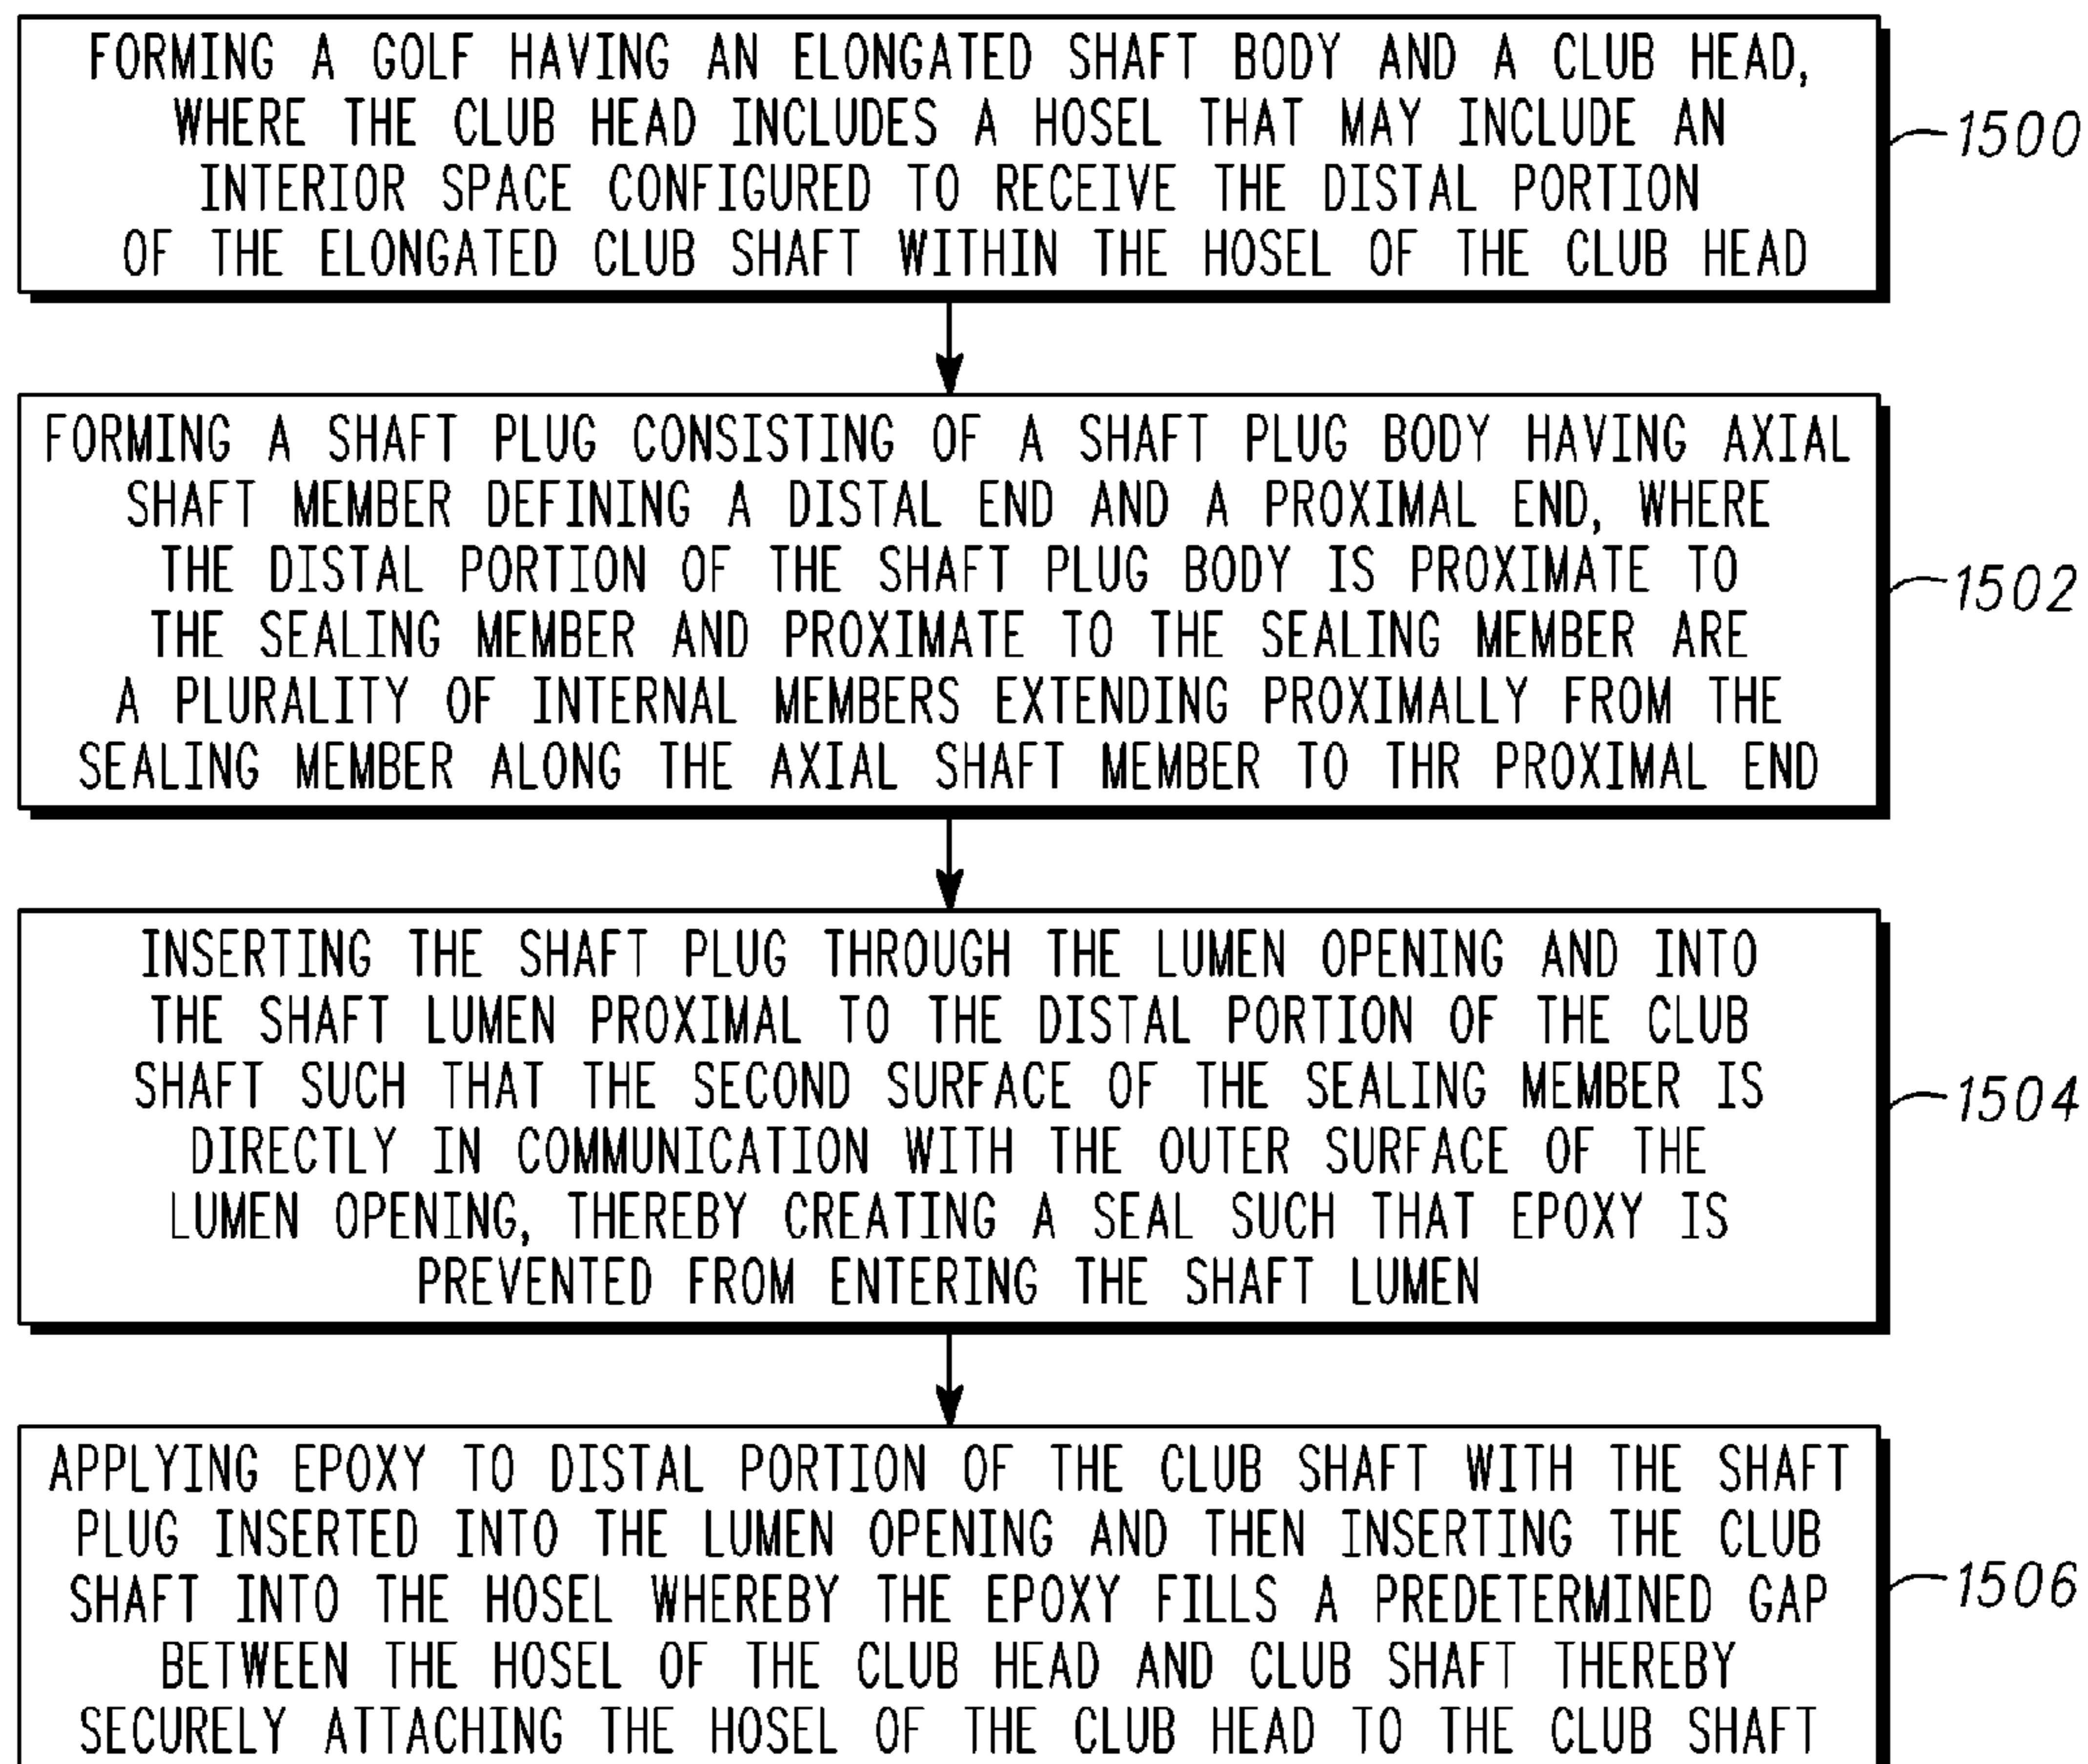 FORMING A GOLF HAVING AN ELONGATED SHAFT BODY AND A CLUB HEAD,
WHERE THE CLUB HEAD INCLUDES A HOSEL THAT MAY INCLUDE AN
INTERIOR SPACE CONFIGURED TO RECEIVE THE DISTAL PORTION
OF THE ELONGATED CLUB SHAFT WITHIN THE HOSEL OF THE CLUB HEAD
1500
FORMING A SHAFT PLUG CONSISTING OF A SHAFT PLUG BODY HAVING AXIAL
SHAFT MEMBER DEFINING A DISTAL END AND A PROXIMAL END, WHERE
THE DISTAL PORTION OF THE SHAFT PLUG BODY IS PROXIMATE TO
THE SEALING MEMBER AND PROXIMATE TO THE SEALING MEMBER ARE
A PLURALITY OF INTERNAL MEMBERS EXTENDING PROXIMALLY FROM THE
SEALING MEMBER ALONG THE AXIAL SHAFT MEMBER TO THR PROXIMAL END
1502
INSERTING THE SHAFT PLUG THROUGH THE LUMEN OPENING AND INTO
THE SHAFT LUMEN PROXIMAL TO THE DISTAL PORTION OF THE CLUB
SHAFT SUCH THAT THE SECOND SURFACE OF THE SEALING MEMBER IS
DIRECTLY IN COMMUNICATION WITH THE OUTER SURFACE OF THE
LUMEN OPENING, THEREBY CREATING A SEAL SUCH THAT EPOXY IS
PREVENTED FROM ENTERING THE SHAFT LUMEN
1504
APPLYING EPOXY TO DISTAL PORTION OF THE CLUB SHAFT WITH THE SHAFT
PLUG INSERTED INTO THE LUMEN OPENING AND THEN INSERTING THE CLUB
SHAFT INTO THE HOSEL WHEREBY THE EPOXY FILLS A PREDETERMINED GAP
BETWEEN THE HOSEL OF THE CLUB HEAD AND CLUB SHAFT THEREBY
SECURELY ATTACHING THE HOSEL OF THE CLUB HEAD TO THE CLUB SHAFT
1506